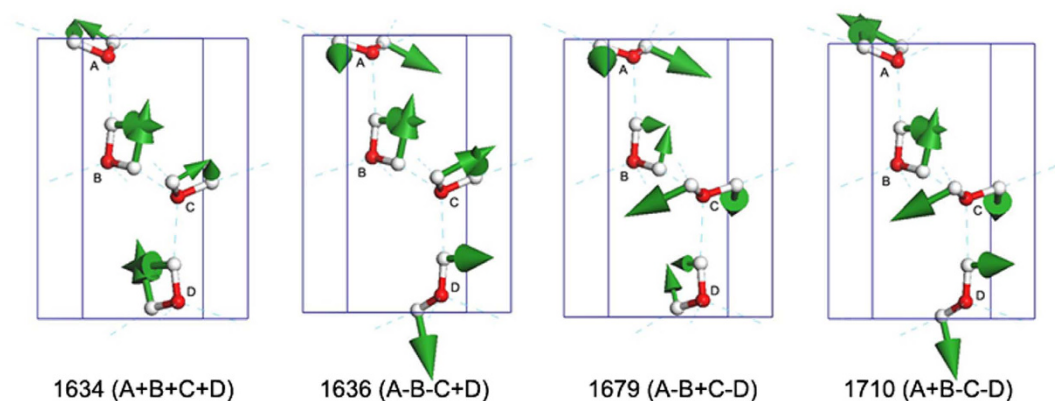 A
B
C
D
A
B
C
D
A
B
C
D
A
B
C
D
1634 (A+B+C+D)
1636 (A-B-C+D)
1679 (A-B+C-D)
1710 (A+B-C-D)